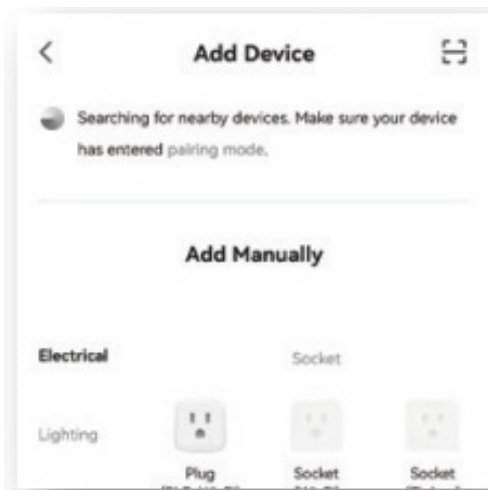 Add Device
Searching for nearby devices. Make sure your device
has entered pairing mode.
Add Manually
Electrical
Socket
Lighting
Plug
Socket
Socket